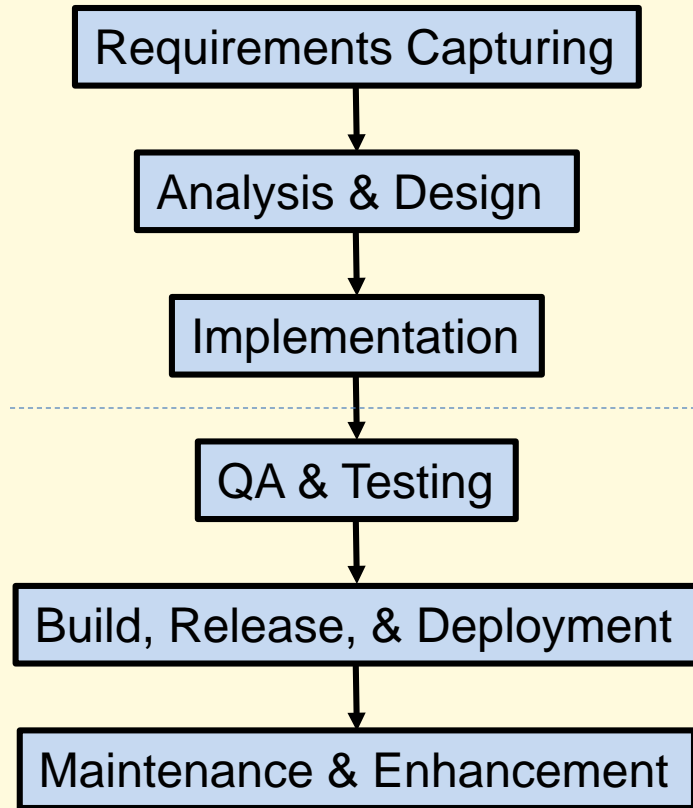 Requirements Capturing
Analysis & Design
Implementation
QA & Testing
Build, Release, & Deployment
Maintenance & Enhancement